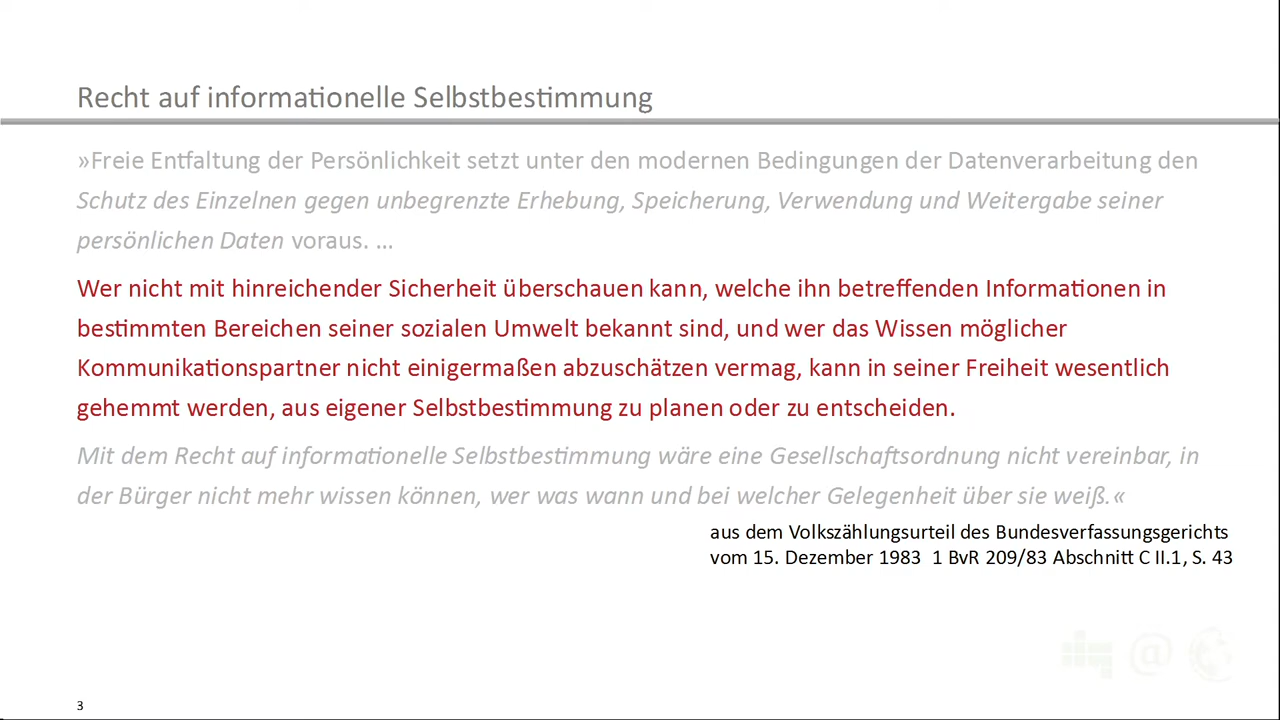 Recht auf informationelle Selbstbestimmung
»Freie Entfaltung der Persönlichkeit setzt unter den modernen Bedingungen der Datenverarbeitung den
Schutz des Einzelnen gegen unbegrenzte Erhebung, Speicherung, Verwendung und Weitergabe seiner
persönlichen Daten voraus. ...
Wer nicht mit hinreichender Sicherheit überschauen kann, welche ihn betreffenden Informationen in
bestimmten Bereichen seiner sozialen Umwelt bekannt sind, und wer das Wissen möglicher
Kommunikationspartner nicht einigermaßen abzuschätzen vermag, kann in seiner Freiheit wesentlich
gehemmt werden, aus eigener Selbstbestimmung zu planen oder zu entscheiden.
Mit dem Recht auf informationelle Selbstbestimmung wäre eine Gesellschaftsordnung nicht vereinbar, in
der Bürger nicht mehr wissen können, wer was wann und bei welcher Gelegenheit über sie weiß.«
aus dem Volkszählungsurteil des Bundesverfassungsgerichts
vom 15. Dezember 1983 1 BvR 209/83 Abschnitt C II.1, S. 43
@
3